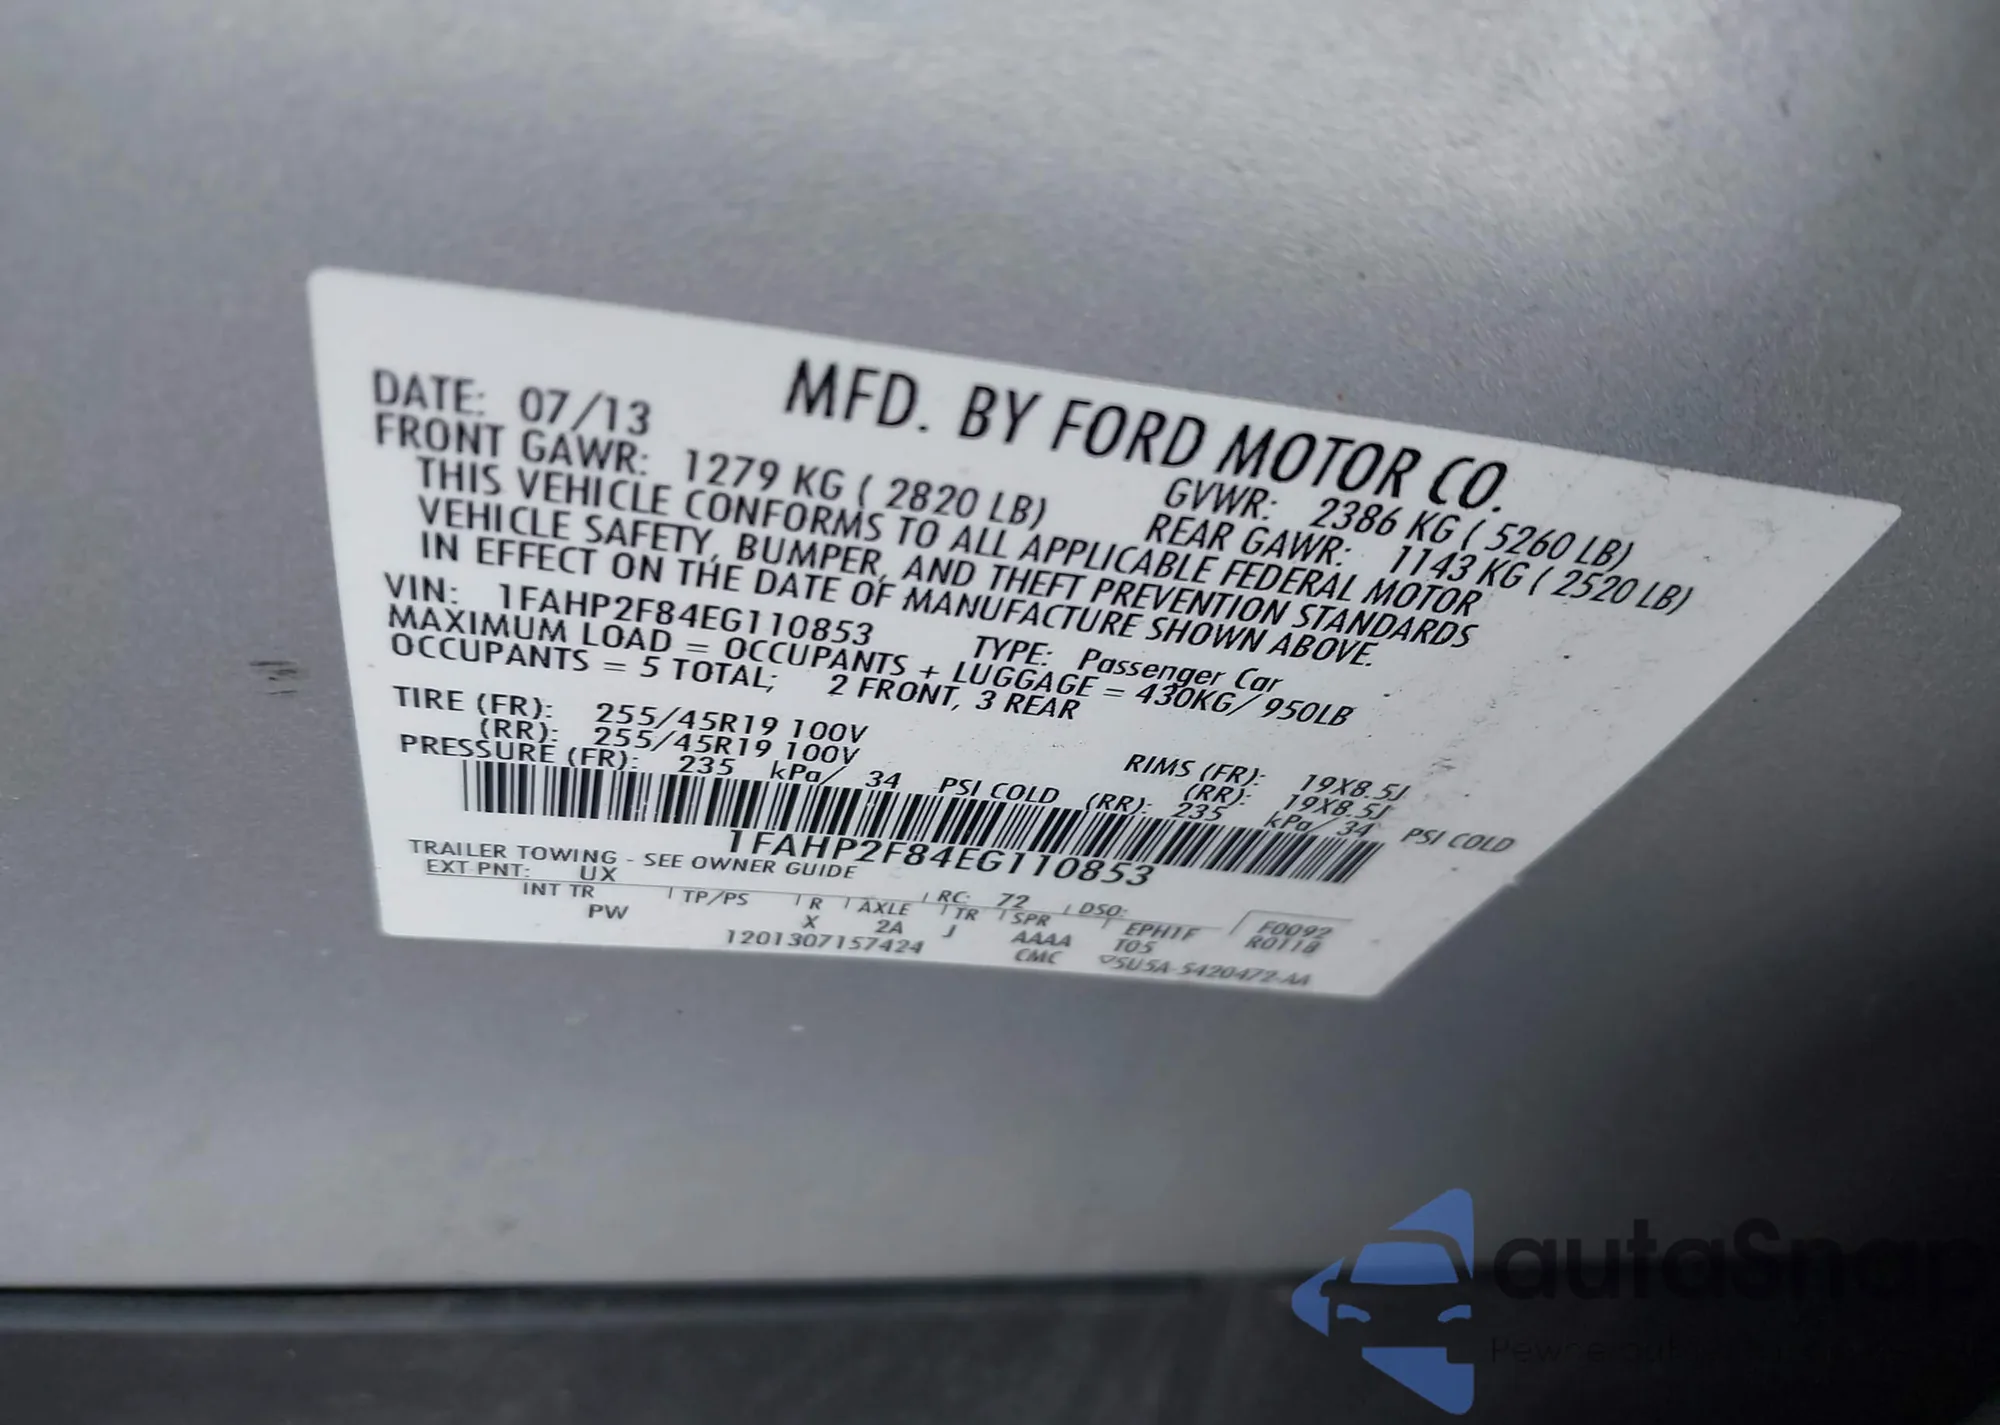 MFD. BY FORD MOTOR CO.
DATE: 07/13 GVWR: 2386 KG ( 5260 LB)
FRONT GAWR: 1279 KG ( 2820 LB) REAR GAWR: 1143 KG ( 2520 LB)
THIS VEHICLE CONFORMS TO ALL APPLICABLE FEDERAL MOTOR
VEHICLE SAFETY, BUMPER, AND THEFT PREVENTION STANDARDS
IN EFFECT ON THE DATE OF MANUFACTURE SHOWN ABOVE.
VIN: 1FAHP2F84EG110853 TYPE: Passenger Car
MAXIMUM LOAD = OCCUPANTS + LUGGAGE = 430KG/ 950LB
OCCUPANTS = 5 TOTAL; 2 FRONT, 3 REAR
TIRE (FR): 255/45R19 100V RIMS (FR): 19X8.5J
(RR): 255/45R19 100V (RR): 19X8.5J
PRESSURE (FR): 235 kPa/ 34 PSI COLD (RR): 235 kPa/ 34 PSI COLD
1FAHP2F84EG110853
TRAILER TOWING - SEE OWNER GUIDE
EXT PNT: UX RC: 72 DSO: F0092
INT TR TP/PS R AXLE TR SPR EPH1F R0118
PW X 2A J AAAA T05
1201307157424 CMC 5U5A-5420472-AA
autaSnap